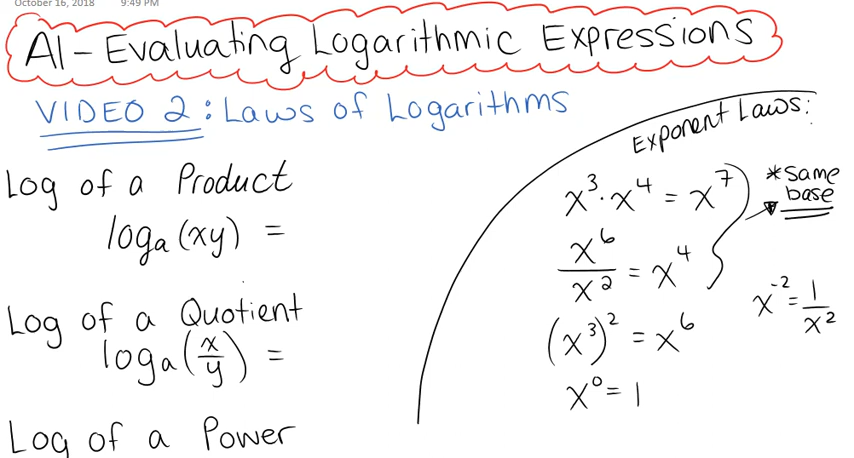 October 16, 2018 9:49 PM
A1 - Evaluating Logarithmic Expressions
VIDEO 2: Laws of Logarithms
Log of a Product
logₐ(xy) =
Log of a Quotient
logₐ(x/y) =
Log of a Power
Exponent Laws:
x³·x⁴ = x⁷
*same
base
x⁶/x² = x⁴
x⁻² = 1/x²
(x³)² = x⁶
x⁰ = 1